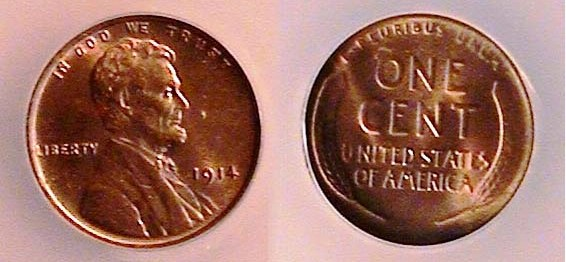 IN GOD WE TRUST
LIBERTY
1914
E PLURIBUS UNUM
ONE
CENT
UNITED STATES
OF AMERICA